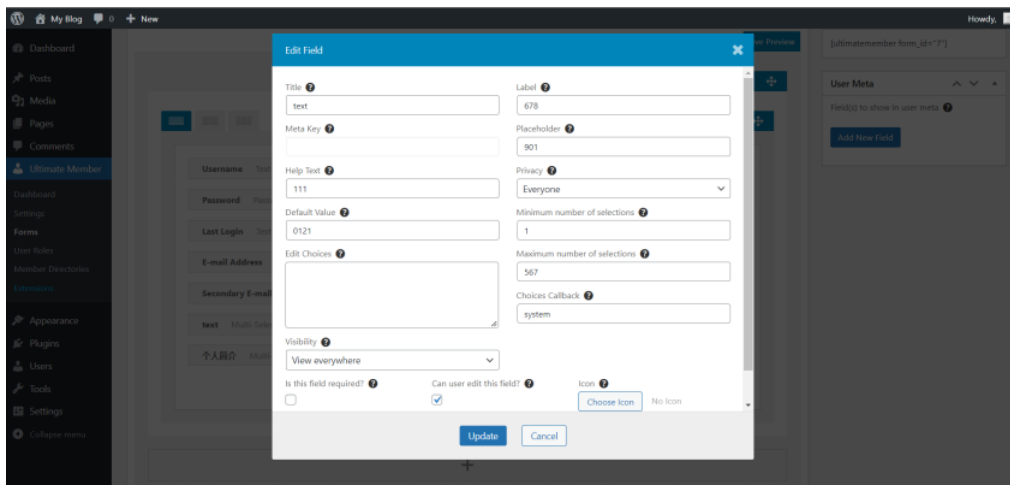 My Blog 0 New
Howdy,
Dashboard
Posts
Media
Pages
Comments
Ultimate Member
Dashboard
Settings
Forms
User Roles
Member Directories
Extensions
Appearance
Plugins
Users
Tools
Settings
Collapse menu
Preview
Username
Password
Last Login
E-mail Address
Secondary E-mail
text
个人简介
Edit Field
Title
text
Label
678
Meta Key
Placeholder
901
Help Text
111
Privacy
Everyone
Default Value
0121
Minimum number of selections
1
Edit Choices
Maximum number of selections
567
Choices Callback
system
Visibility
View everywhere
Is this field required?
Can user edit this field?
Icon
Choose Icon
No Icon
Update
Cancel
[ultimatemember form_id="7"]
User Meta
Field(s) to show in user meta
Add New Field